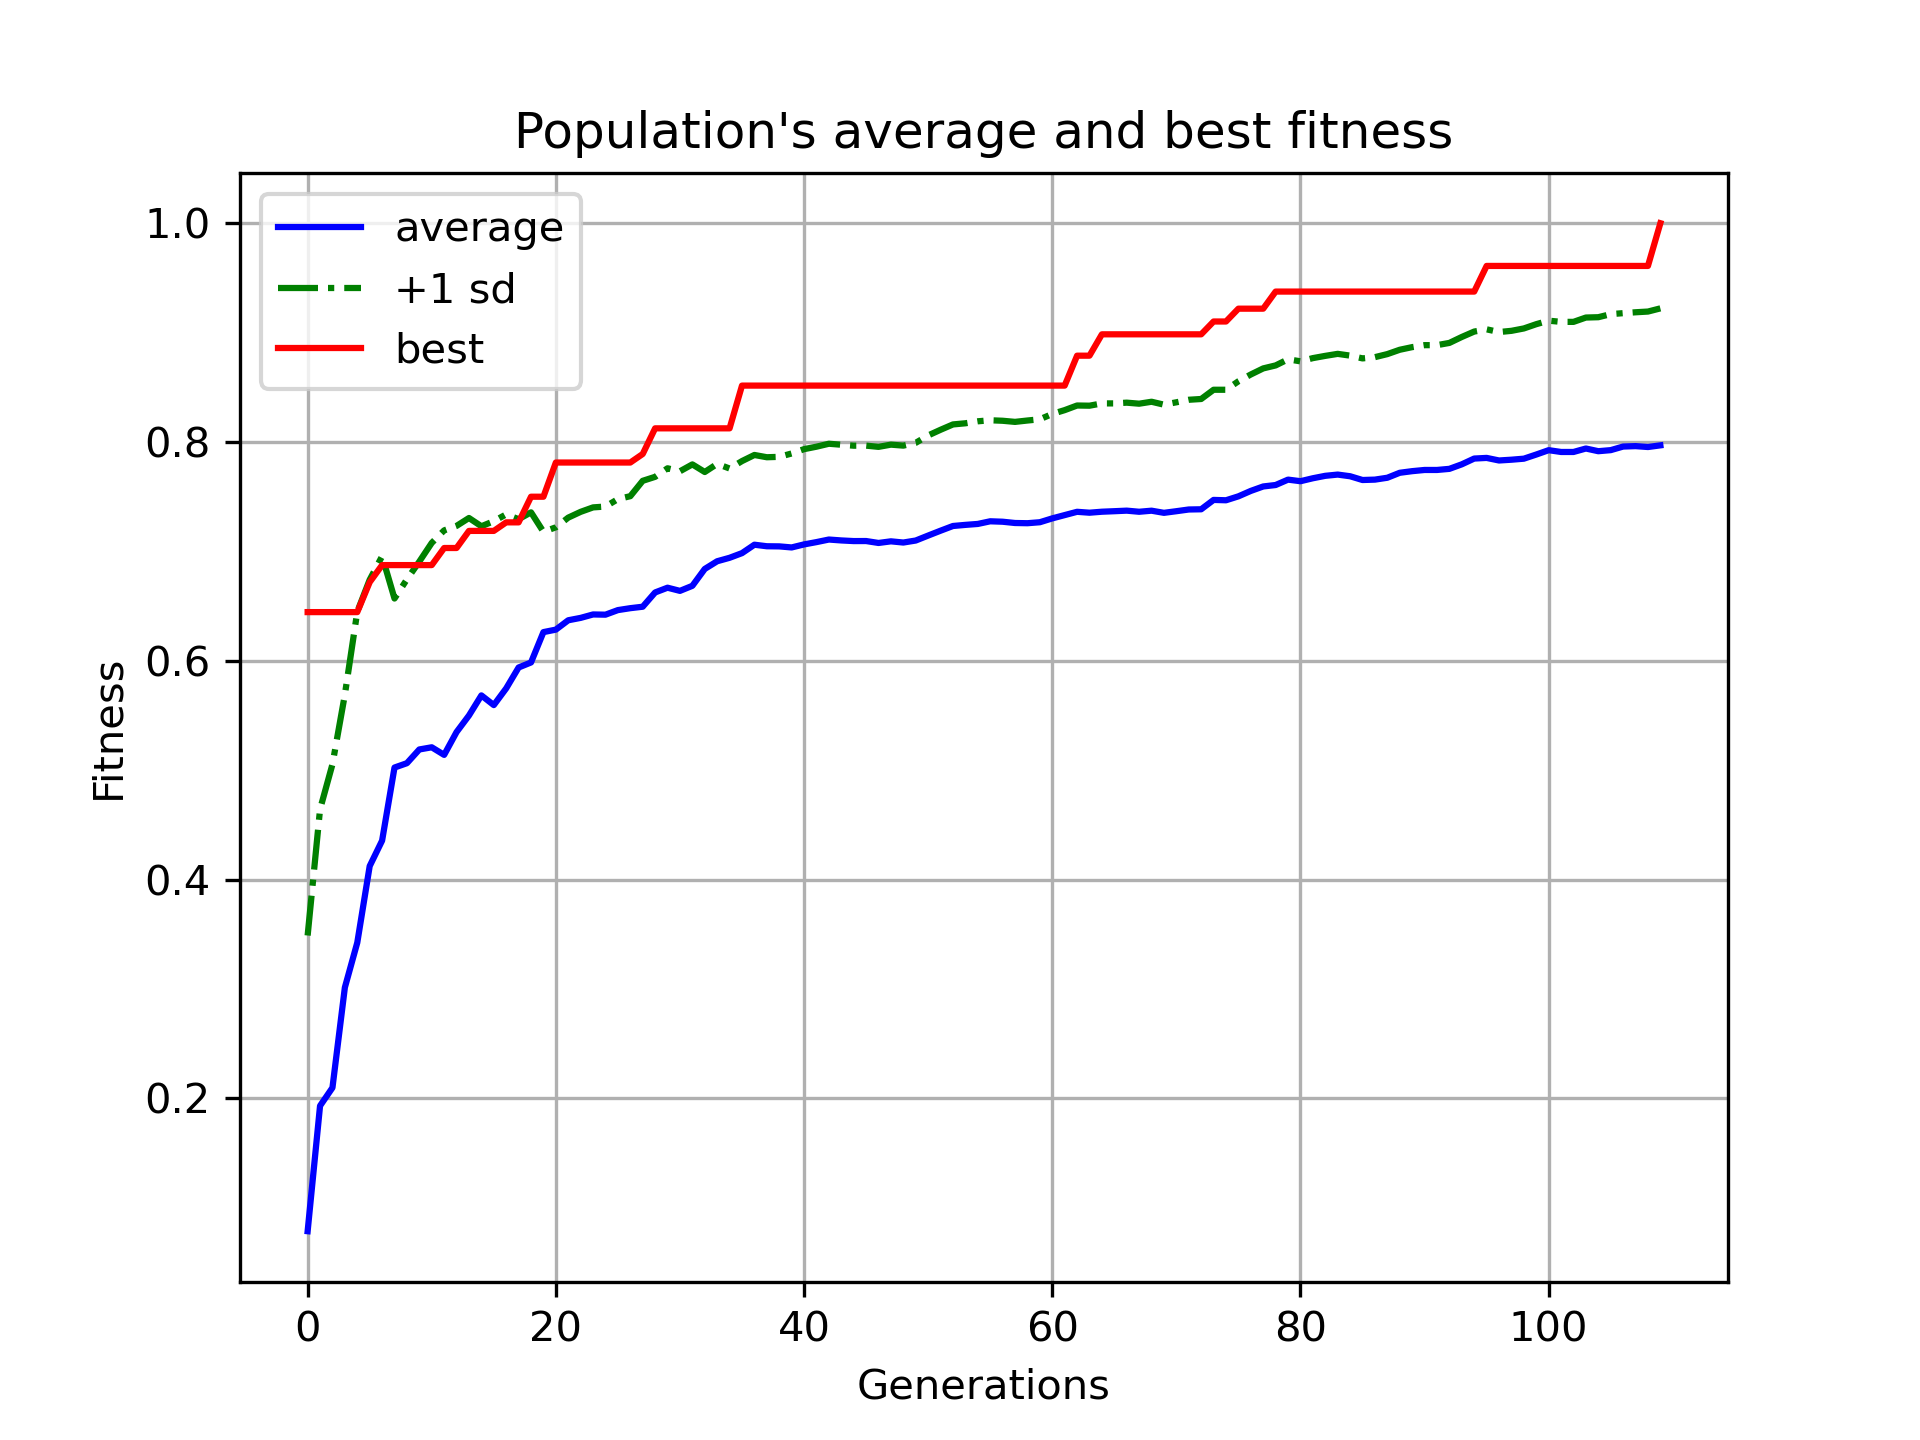 Population's average and best fitness
average
+1 sd
best
1.0
0.8
0.6
0.4
0.2
Fitness
0 20 40 60 80 100
Generations